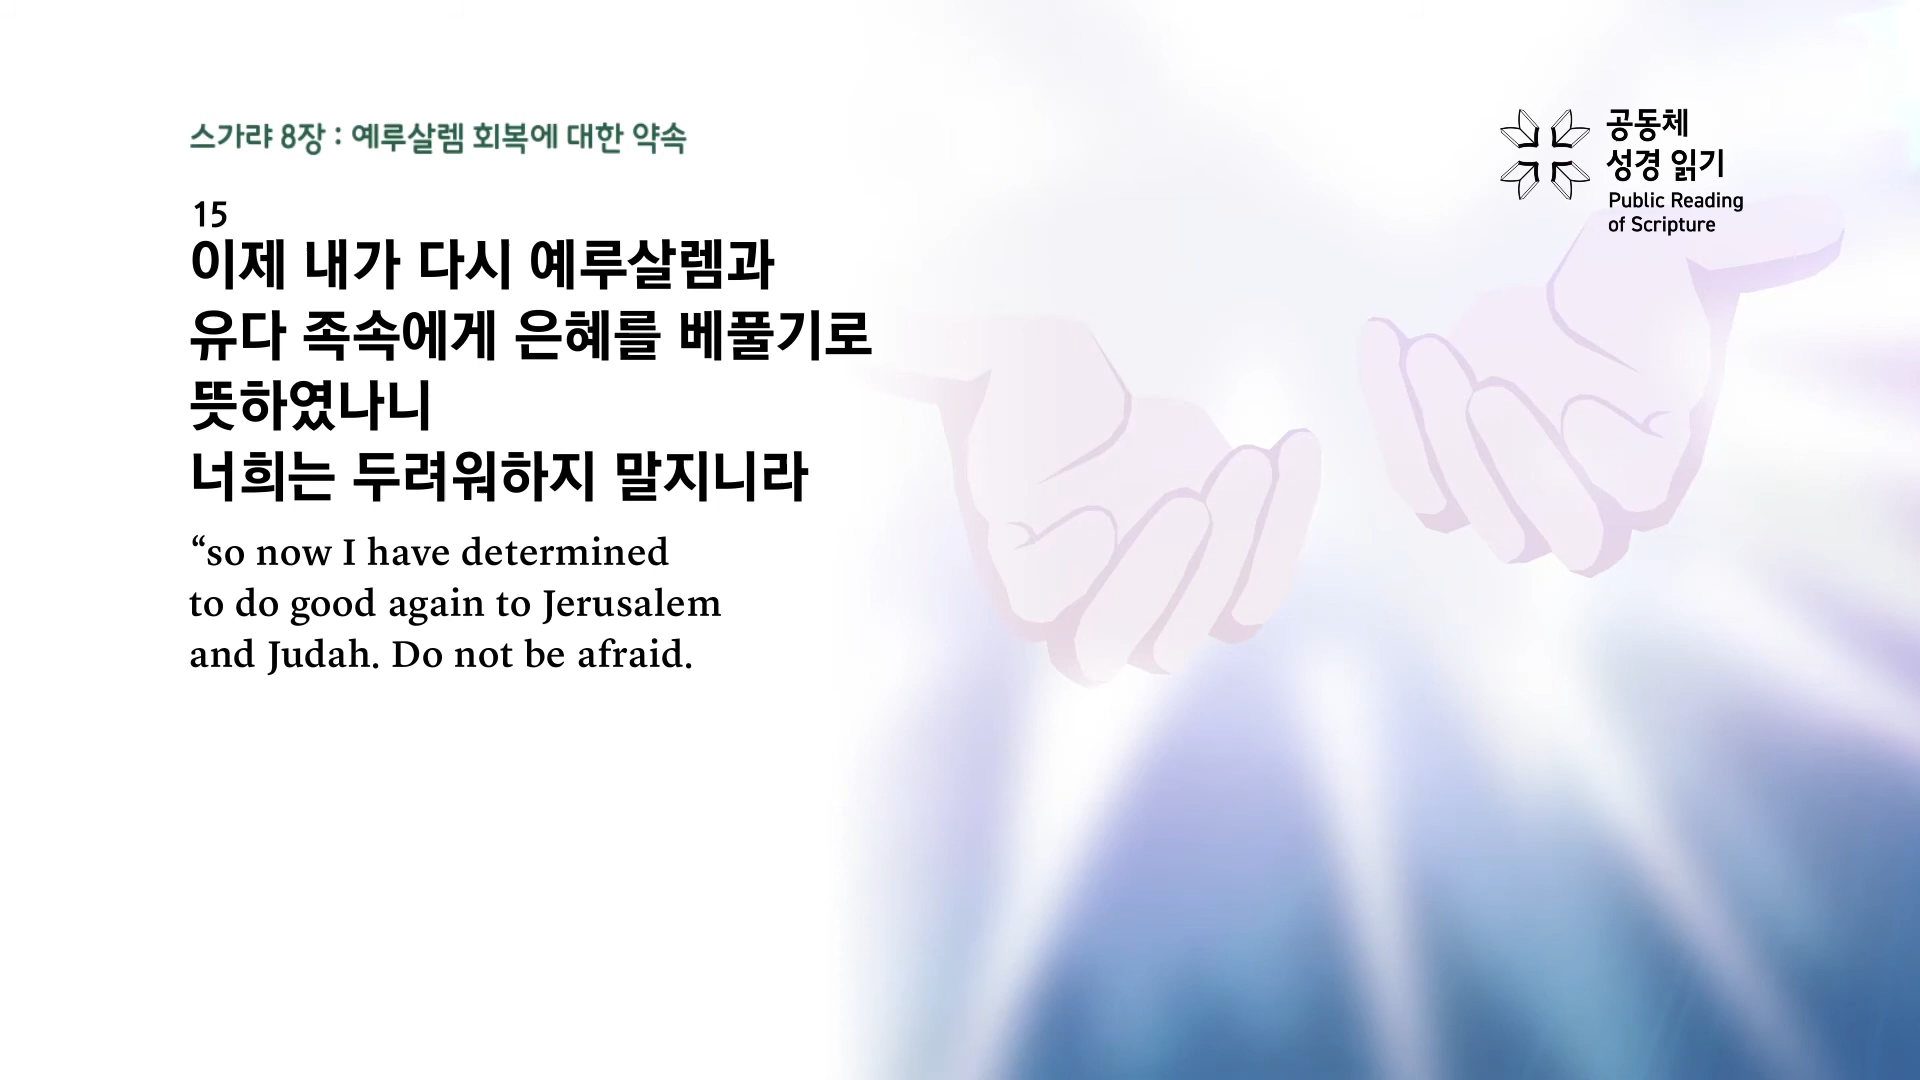 스가랴 8장 : 예루살렘 회복에 대한 약속
15
이제 내가 다시 예루살렘과
유다 족속에게 은혜를 베풀기로
뜻하였나니
너희는 두려워하지 말지니라
“so now I have determined
to do good again to Jerusalem
and Judah. Do not be afraid.
공동체
성경 읽기
Public Reading
of Scripture